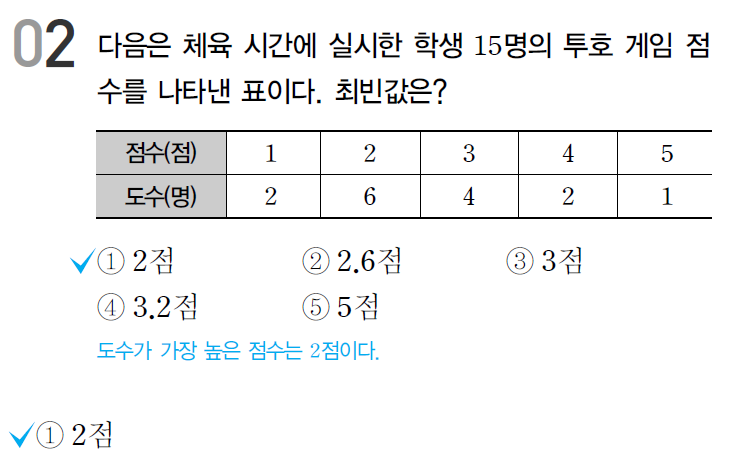 02 다음은 체육 시간에 실시한 학생 15명의 투호 게임 점
수를 나타낸 표이다. 최빈값은?
점수(점) 1 2 3 4 5
도수(명) 2 6 4 2 1
① 2점 ② 2.6점 ③ 3점
④ 3.2점 ⑤ 5점
도수가 가장 높은 점수는 2점이다.
① 2점